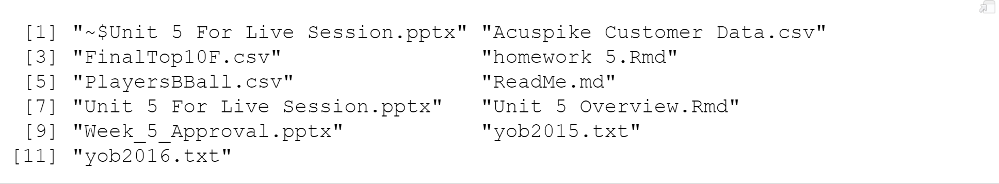 [1] "~$Unit 5 For Live Session.pptx" "Acuspike Customer Data.csv"
[3] "FinalTop10F.csv" "homework 5.Rmd"
[5] "PlayersBBall.csv" "ReadMe.md"
[7] "Unit 5 For Live Session.pptx" "Unit 5 Overview.Rmd"
[9] "Week_5_Approval.pptx" "yob2015.txt"
[11] "yob2016.txt"